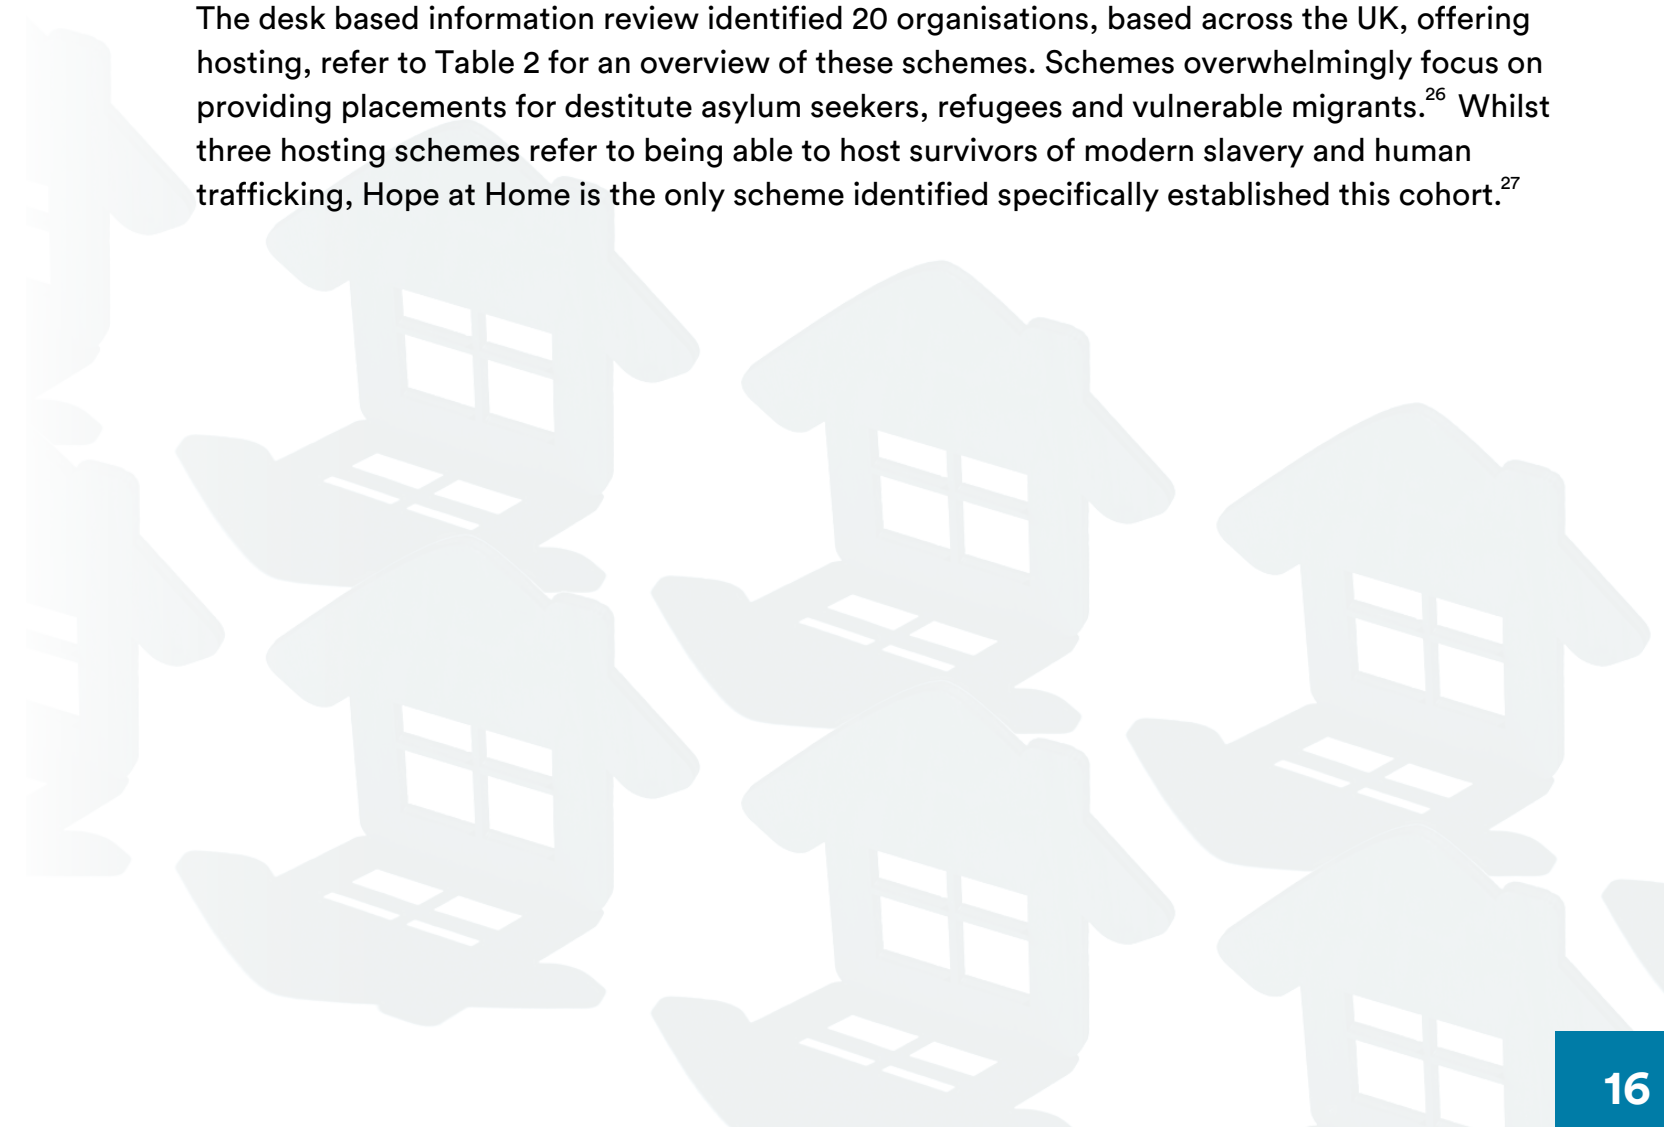 The desk based information review identified 20 organisations, based across the UK, offering
hosting, refer to Table 2 for an overview of these schemes. Schemes overwhelmingly focus on
providing placements for destitute asylum seekers, refugees and vulnerable migrants.26 Whilst
three hosting schemes refer to being able to host survivors of modern slavery and human
trafficking, Hope at Home is the only scheme identified specifically established this cohort.27
16